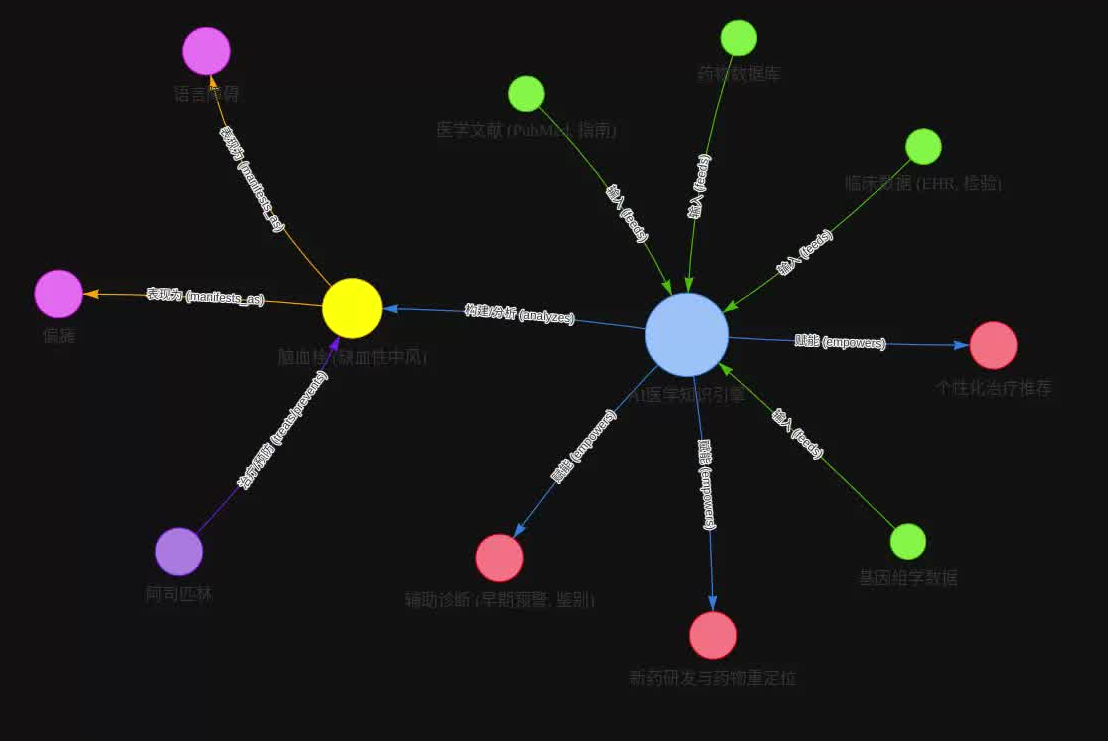 药物数据库
语言障碍
医学文献 (PubMed, 指南)
表现为 (manifests_as)
输入 (feeds)
输入 (feeds)
临床数据 (EHR, 检验)
输入 (feeds)
表现为 (manifests_as)
构建/分析 (analyzes)
偏瘫
脑血栓 (缺血性中风)
赋能 (empowers)
个性化治疗推荐
AI医学知识引擎
治疗/预防 (treats/prevents)
赋能 (empowers)
赋能 (empowers)
输入 (feeds)
阿司匹林
辅助诊断 (早期预警, 鉴别)
基因组学数据
新药研发与药物重定位